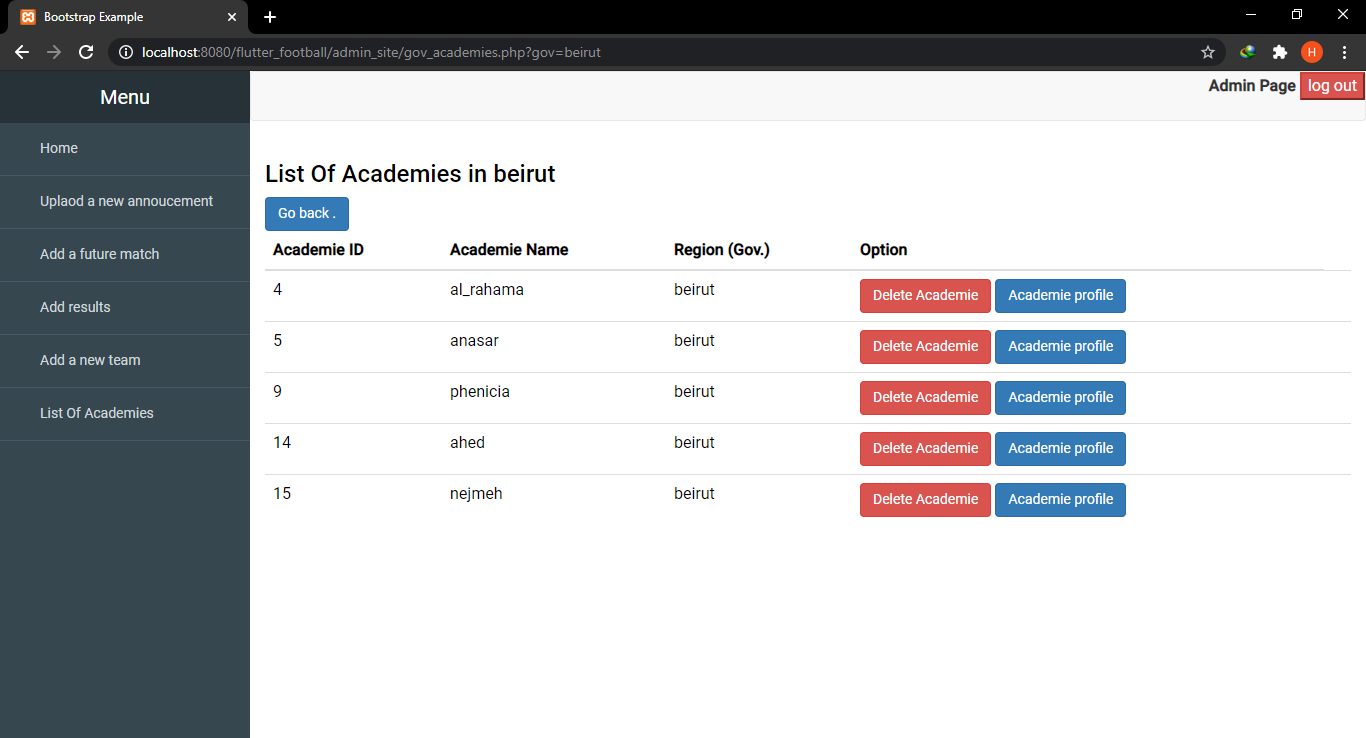 Bootstrap Example
localhost:8080/flutter_football/admin_site/gov_academies.php?gov=beirut
H
Menu
Admin Page log out
Home
Uplaod a new annoucement
Add a future match
Add results
Add a new team
List Of Academies
List Of Academies in beirut
Go back .
Academie ID Academie Name Region (Gov.) Option
4 al_rahama beirut Delete Academie Academie profile
5 anasar beirut Delete Academie Academie profile
9 phenicia beirut Delete Academie Academie profile
14 ahed beirut Delete Academie Academie profile
15 nejmeh beirut Delete Academie Academie profile